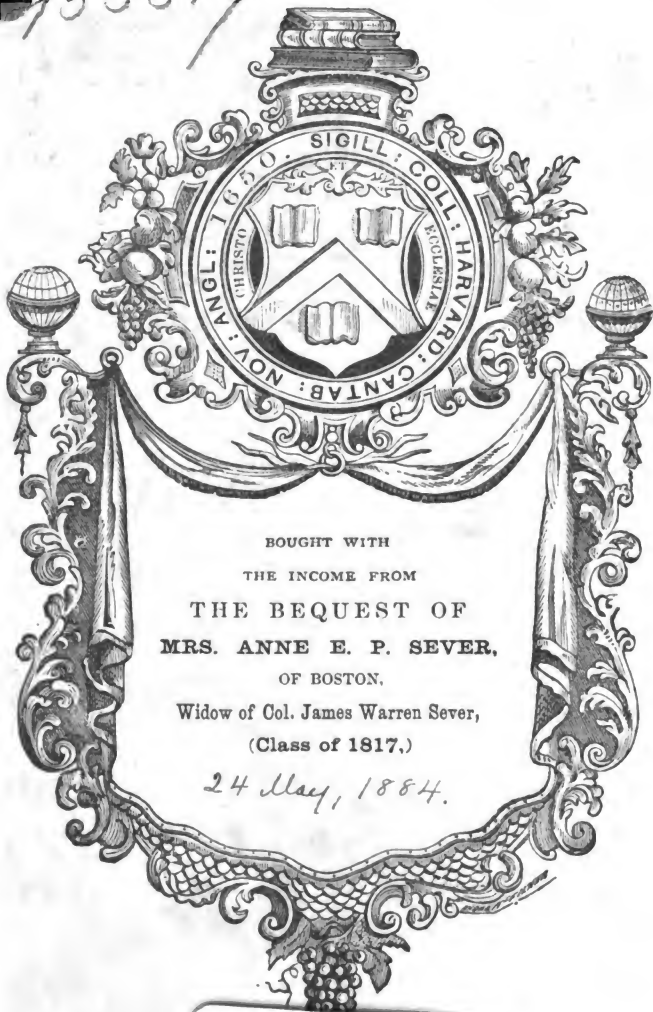 SIGILL: COLL: HARVARD: CANTAB: NOV: ANGL: 1650.
ET
CHRISTO
ECCLESIAE
BOUGHT WITH
THE INCOME FROM
THE BEQUEST OF
MRS. ANNE E. P. SEVER,
OF BOSTON,
Widow of Col. James Warren Sever,
(Class of 1817,)
24 May, 1884.